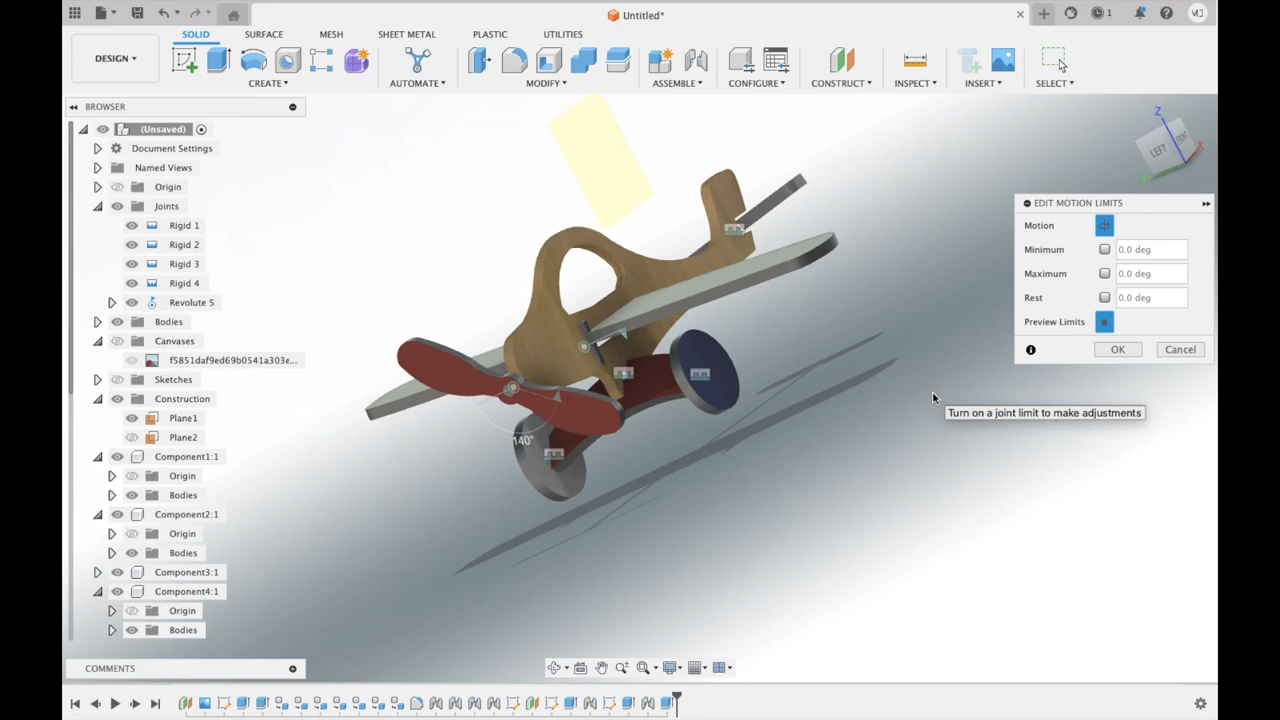 Untitled*
1
MJ
DESIGN
SOLID SURFACE MESH SHEET METAL PLASTIC UTILITIES
CREATE AUTOMATE MODIFY ASSEMBLE CONFIGURE CONSTRUCT INSPECT INSERT SELECT
BROWSER
(Unsaved)
Document Settings
Named Views
Origin
Joints
Rigid 1
Rigid 2
Rigid 3
Rigid 4
Revolute 5
Bodies
Canvases
f5851daf9ed69b0541a303e...
Sketches
Construction
Plane1
Plane2
Component1:1
Origin
Bodies
Component2:1
Origin
Bodies
Component3:1
Component4:1
Origin
Bodies
COMMENTS
140°
Z
LEFT
EDIT MOTION LIMITS
Motion
Minimum 0.0 deg
Maximum 0.0 deg
Rest 0.0 deg
Preview Limits
OK Cancel
Turn on a joint limit to make adjustments